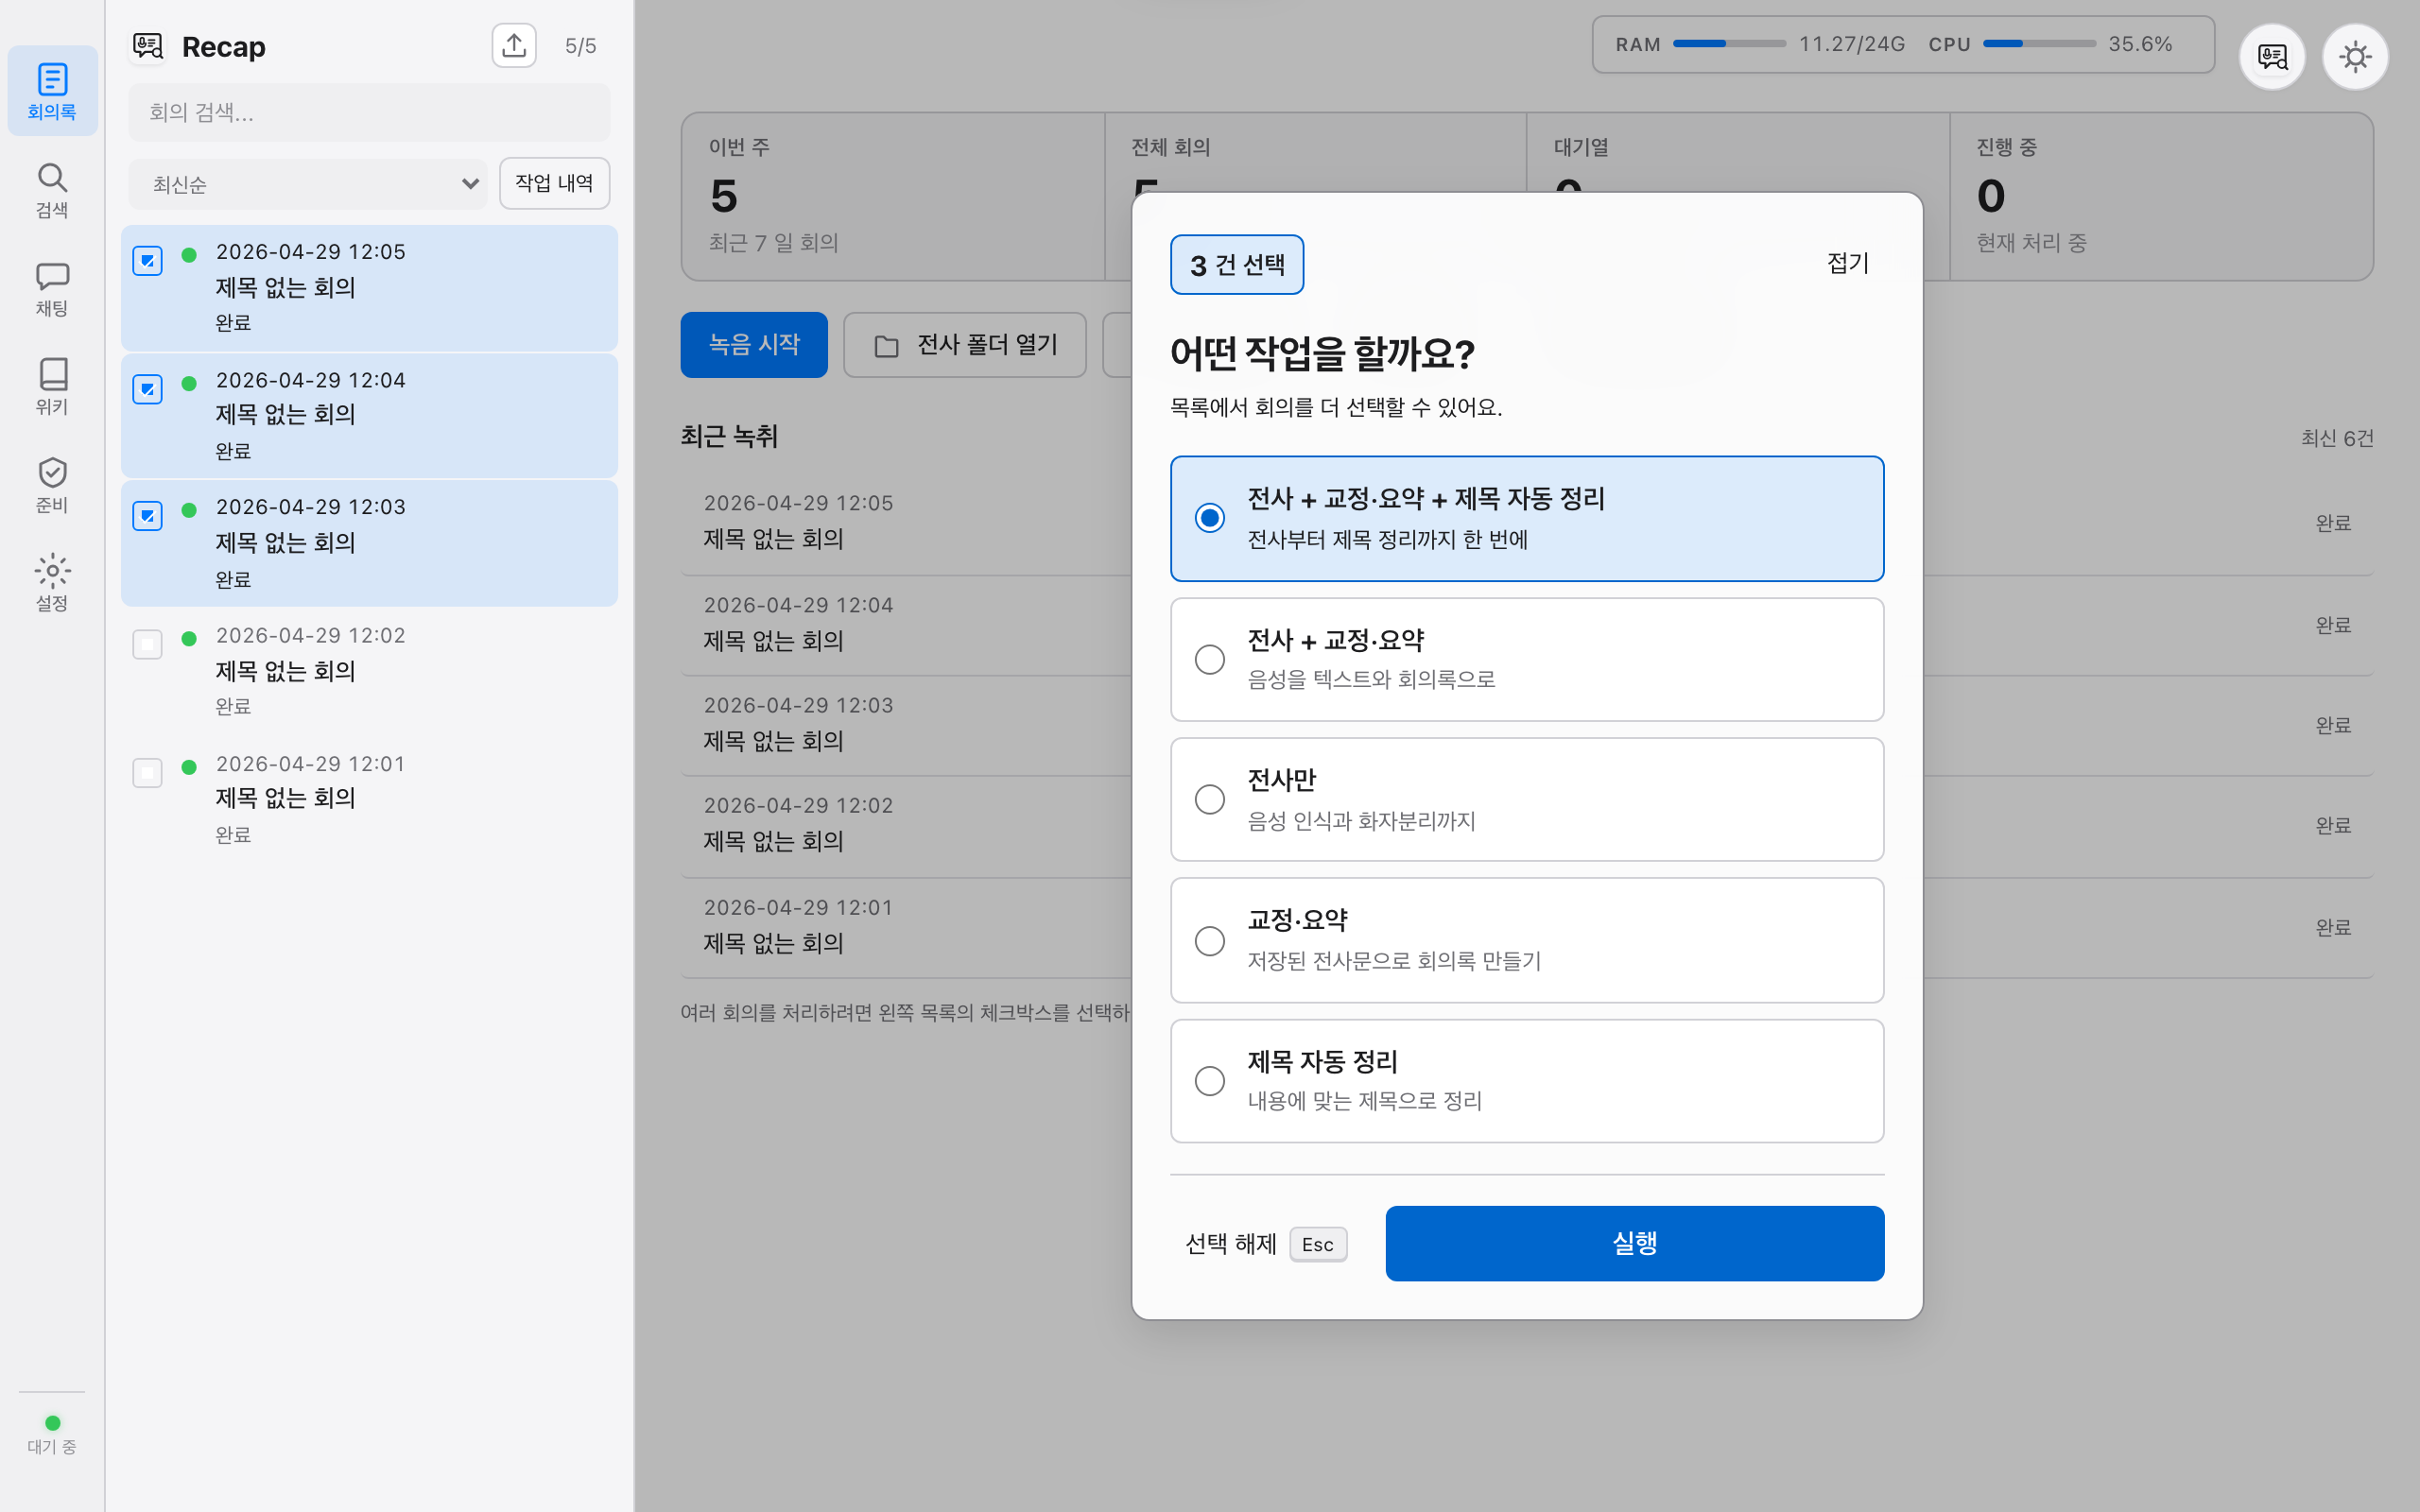 회의록
검색
채팅
위키
준비
설정
대기 중
Recap
5/5
회의 검색...
최신순
작업 내역
2026-04-29 12:05
제목 없는 회의
완료
2026-04-29 12:04
제목 없는 회의
완료
2026-04-29 12:03
제목 없는 회의
완료
2026-04-29 12:02
제목 없는 회의
완료
2026-04-29 12:01
제목 없는 회의
완료
RAM 11.27/24G CPU 35.6%
이번 주
5
최근 7 일 회의
전체 회의
대기열
진행 중
0
현재 처리 중
녹음 시작
전사 폴더 열기
최근 녹취
최신 6건
2026-04-29 12:05
제목 없는 회의
완료
2026-04-29 12:04
제목 없는 회의
완료
2026-04-29 12:03
제목 없는 회의
완료
2026-04-29 12:02
제목 없는 회의
완료
2026-04-29 12:01
제목 없는 회의
완료
여러 회의를 처리하려면 왼쪽 목록의 체크박스를 선택하
3 건 선택
접기
어떤 작업을 할까요?
목록에서 회의를 더 선택할 수 있어요.
전사 + 교정·요약 + 제목 자동 정리
전사부터 제목 정리까지 한 번에
전사 + 교정·요약
음성을 텍스트와 회의록으로
전사만
음성 인식과 화자분리까지
교정·요약
저장된 전사문으로 회의록 만들기
제목 자동 정리
내용에 맞는 제목으로 정리
선택 해제 Esc
실행